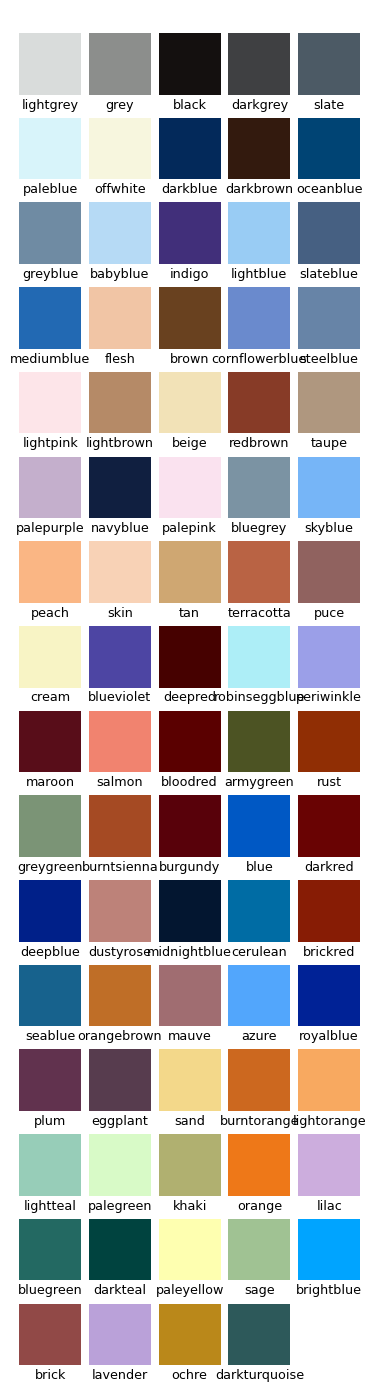 lightgrey grey black darkgrey slate
paleblue offwhite darkblue darkbrown oceanblue
greyblue babyblue indigo lightblue slateblue
mediumblue flesh brown cornflowerblue steelblue
lightpink lightbrown beige redbrown taupe
palepurple navyblue palepink bluegrey skyblue
peach skin tan terracotta puce
cream blueviolet deepred robinseggblue periwinkle
maroon salmon bloodred armygreen rust
greygreen burntsienna burgundy blue darkred
deepblue dustyrose midnightblue cerulean brickred
seablue orangebrown mauve azure royalblue
plum eggplant sand burntorange lightorange
lightteal palegreen khaki orange lilac
bluegreen darkteal paleyellow sage brightblue
brick lavender ochre darkturquoise